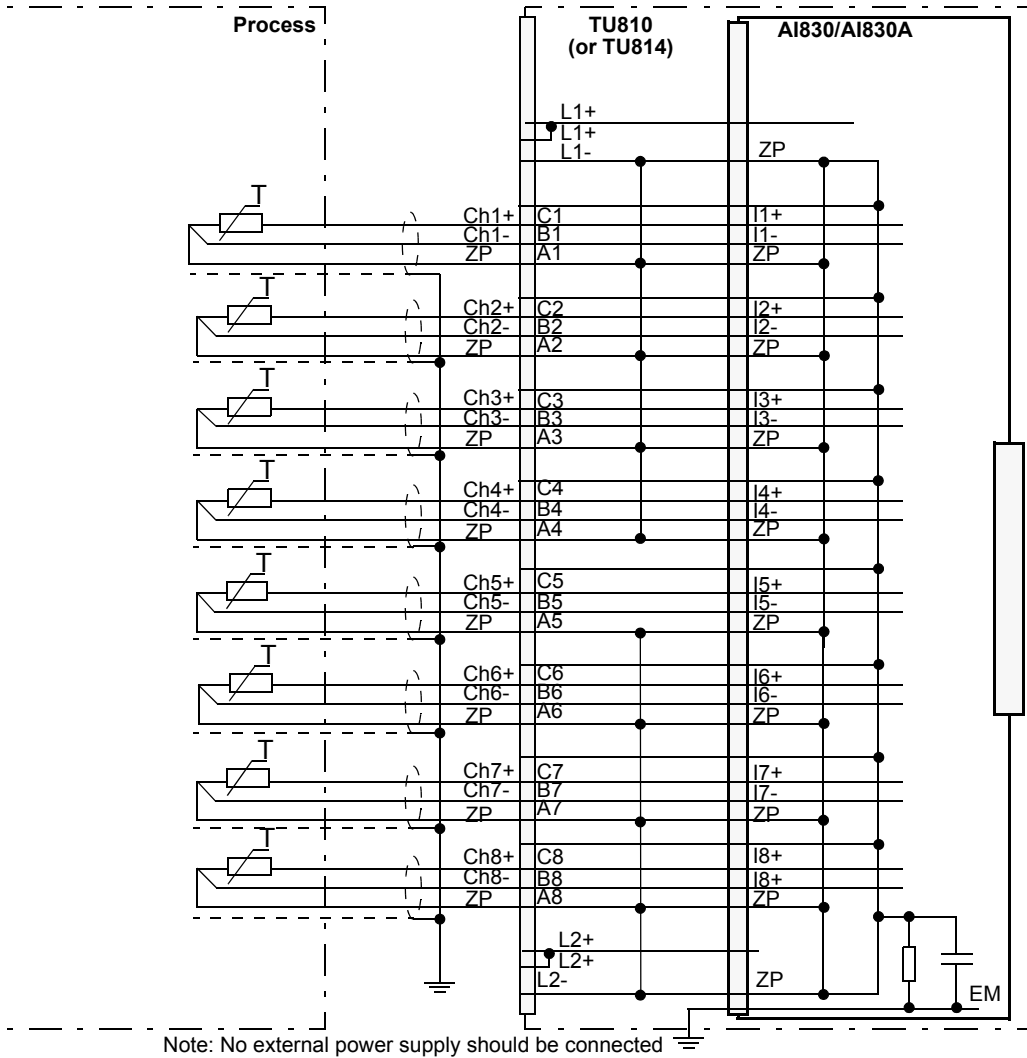 Process
TU810
(or TU814)
AI830/AI830A
L1+
L1+
L1-
ZP
T
Ch1+ C1 I1+
Ch1- B1 I1-
ZP A1 ZP
T
Ch2+ C2 I2+
Ch2- B2 I2-
ZP A2 ZP
T
Ch3+ C3 I3+
Ch3- B3 I3-
ZP A3 ZP
T
Ch4+ C4 I4+
Ch4- B4 I4-
ZP A4 ZP
T
Ch5+ C5 I5+
Ch5- B5 I5-
ZP A5 ZP
T
Ch6+ C6 I6+
Ch6- B6 I6-
ZP A6 ZP
T
Ch7+ C7 I7+
Ch7- B7 I7-
ZP A7 ZP
T
Ch8+ C8 I8+
Ch8- B8 I8+
ZP A8 ZP
L2+
L2+
L2-
ZP
EM
Note: No external power supply should be connected